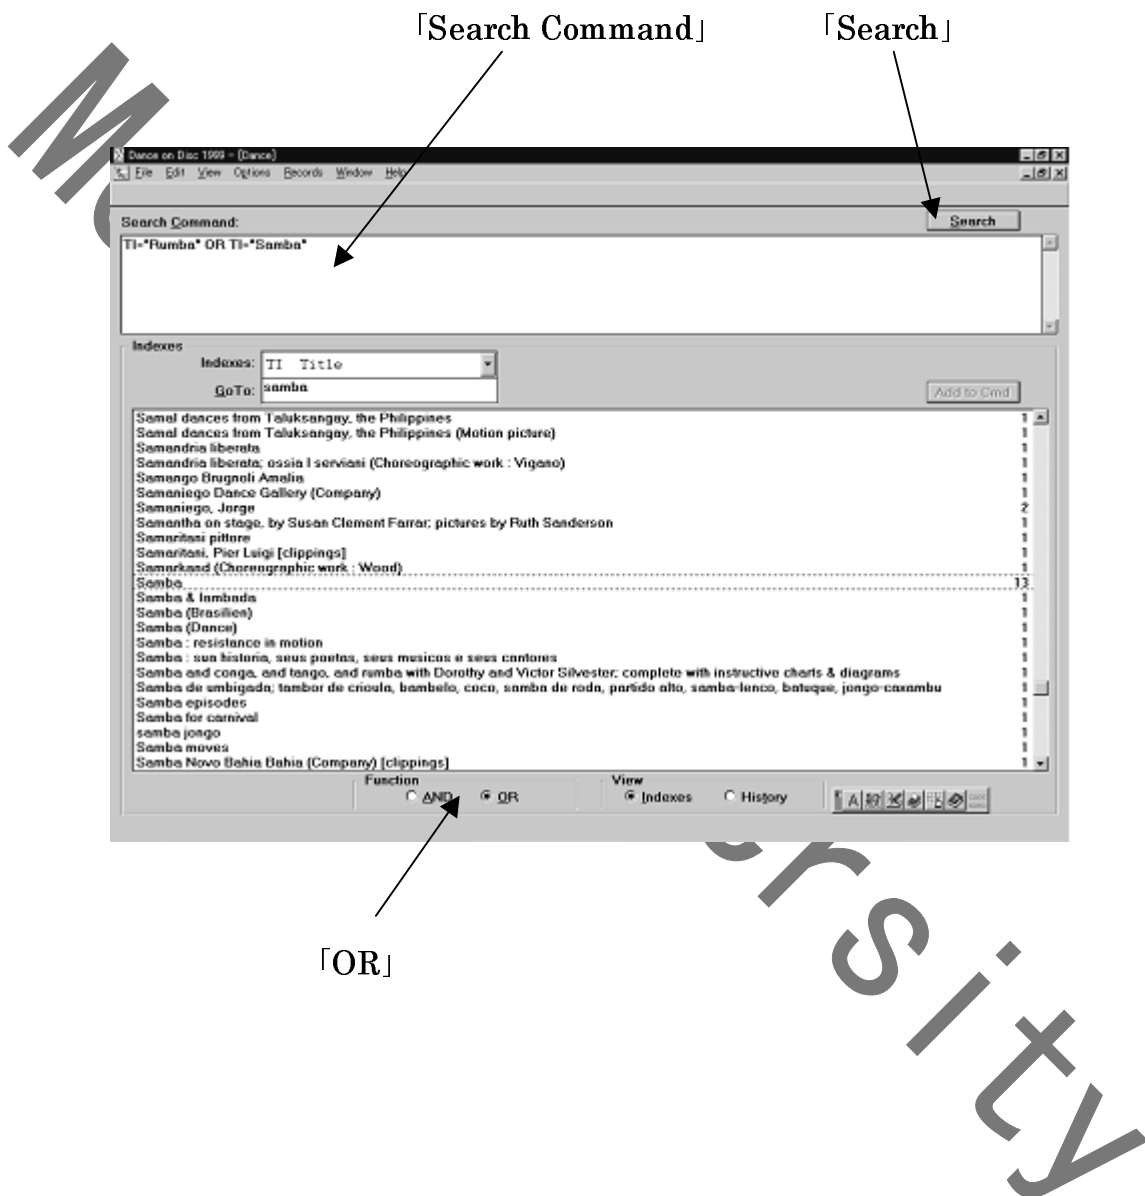 「Search Command」 「Search」
Dance on Disc 1999 - [Dance]
File Edit View Options Records Window Help
Search Command: Search
TI="Rumba" OR TI="Samba"
Indexes
Indexes: TI Title
GoTo: samba
Add to Cmd
Samal dances from Taluksangay, the Philippines 1
Samal dances from Taluksangay, the Philippines (Motion picture) 1
Samandria liberata 1
Samandria liberata; ossia I serviani (Choreographic work : Vigano) 1
Samango Brugnoli Amalia 1
Samaniego Dance Gallery (Company) 1
Samaniego, Jorge 2
Samantha on stage, by Susan Clement Farrar; pictures by Ruth Sanderson 1
Samaritani pittore 1
Samaritani, Pier Luigi [clippings] 1
Samarkand (Choreographic work : Wood) 1
Samba 13
Samba & lambada 1
Samba (Brasilien) 1
Samba (Dance) 1
Samba : resistance in motion 1
Samba : sua historia, seus poetas, seus musicos e seus cantores 1
Samba and conga, and tango, and rumba with Dorothy and Victor Silvester; complete with instructive charts & diagrams 1
Samba de umbigada; tambor de crioula, bambelo, coco, samba de roda, partido alto, samba-lenco, batuque, jongo-caxambu 1
Samba episodes 1
Samba for carnival 1
samba jongo 1
Samba moves 1
Samba Novo Bahia Bahia (Company) [clippings] 1
Function View
AND OR Indexes History
「OR」